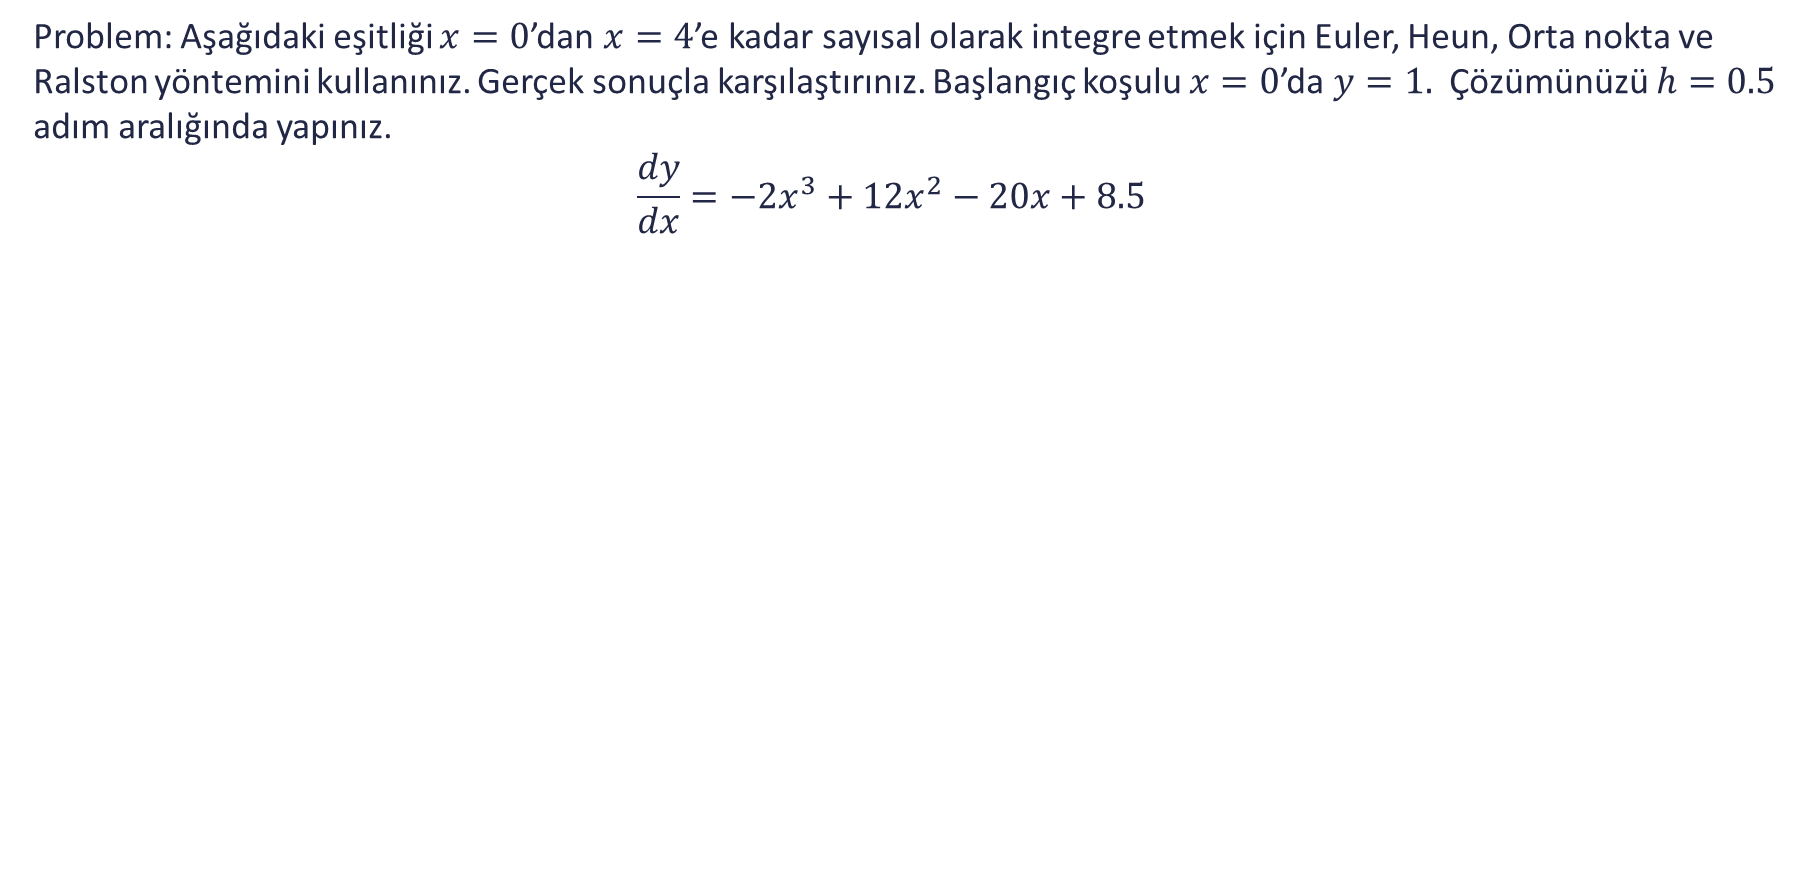 Problem: Aşağıdaki eşitliği x = 0’dan x = 4’e kadar sayısal olarak integre etmek için Euler, Heun, Orta nokta ve
Ralston yöntemini kullanınız. Gerçek sonuçla karşılaştırınız. Başlangıç koşulu x = 0’da y = 1. Çözümünüzü h = 0.5
adım aralığında yapınız.
dy/dx = −2x³ + 12x² − 20x + 8.5